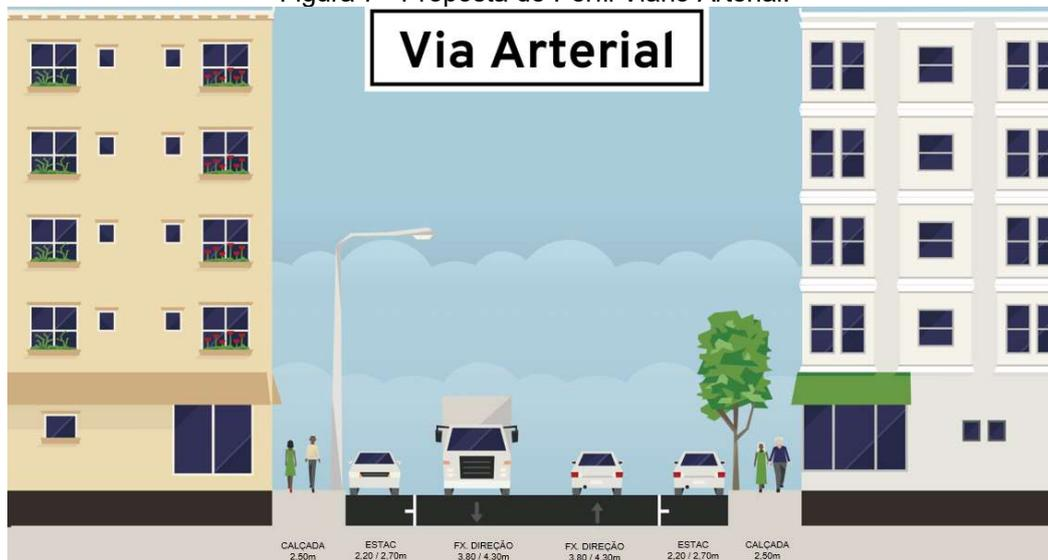 Via Arterial
CALÇADA
2.50m
ESTAC
2,20 / 2,70m
FX. DIREÇÃO
3.80 / 4.30m
FX. DIREÇÃO
3.80 / 4.30m
ESTAC
2,20 / 2,70m
CALÇADA
2.50m